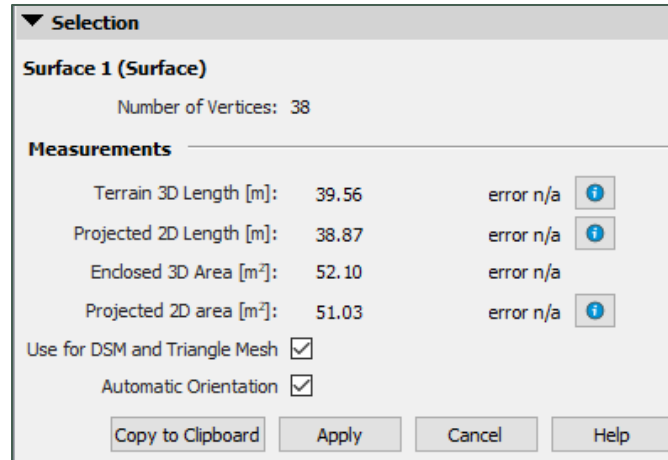 Selection
Surface 1 (Surface)
Number of Vertices: 38
Measurements
Terrain 3D Length [m]: 39.56 error n/a
Projected 2D Length [m]: 38.87 error n/a
Enclosed 3D Area [m²]: 52.10 error n/a
Projected 2D area [m²]: 51.03 error n/a
Use for DSM and Triangle Mesh
Automatic Orientation
Copy to Clipboard Apply Cancel Help